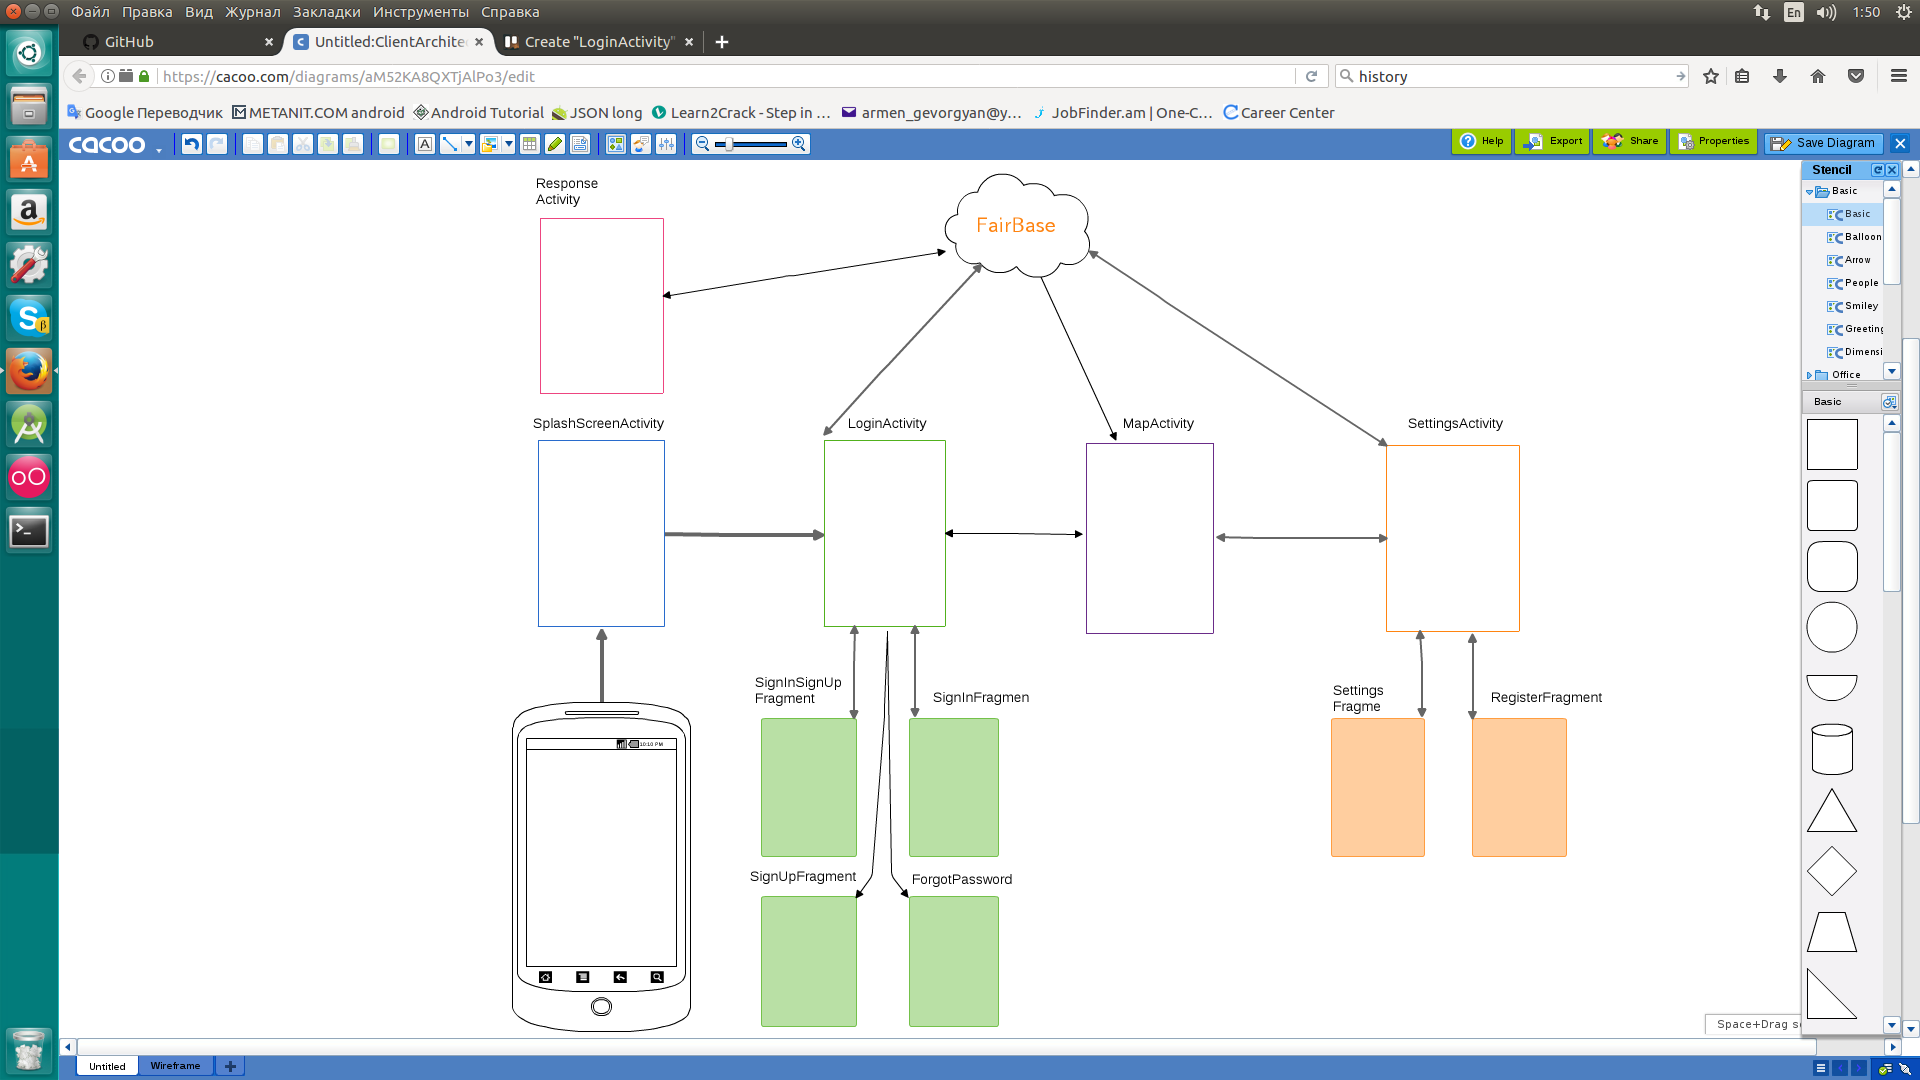 Файл Правка Вид Журнал Закладки Инструменты Справка
En 1:50
GitHub
Untitled:ClientArchite
Create "LoginActivity"
https://cacoo.com/diagrams/aM52KA8QXTjAlPo3/edit
history
Google Переводчик
METANIT.COM android
Android Tutorial
JSON long
Learn2Crack - Step in ...
armen_gevorgyan@y...
JobFinder.am | One-C...
Career Center
cacoo
Help
Export
Share
Properties
Save Diagram
Stencil
Basic
Basic
Balloon
Arrow
People
Smiley
Greeting
Dimensi
Office
Basic
Response
Activity
FairBase
SplashScreenActivity
LoginActivity
MapActivity
SettingsActivity
SignInSignUp
Fragment
SignInFragmen
Settings
Fragme
RegisterFragment
10:10 PM
SignUpFragment
ForgotPassword
Space+Drag s
Untitled
Wireframe